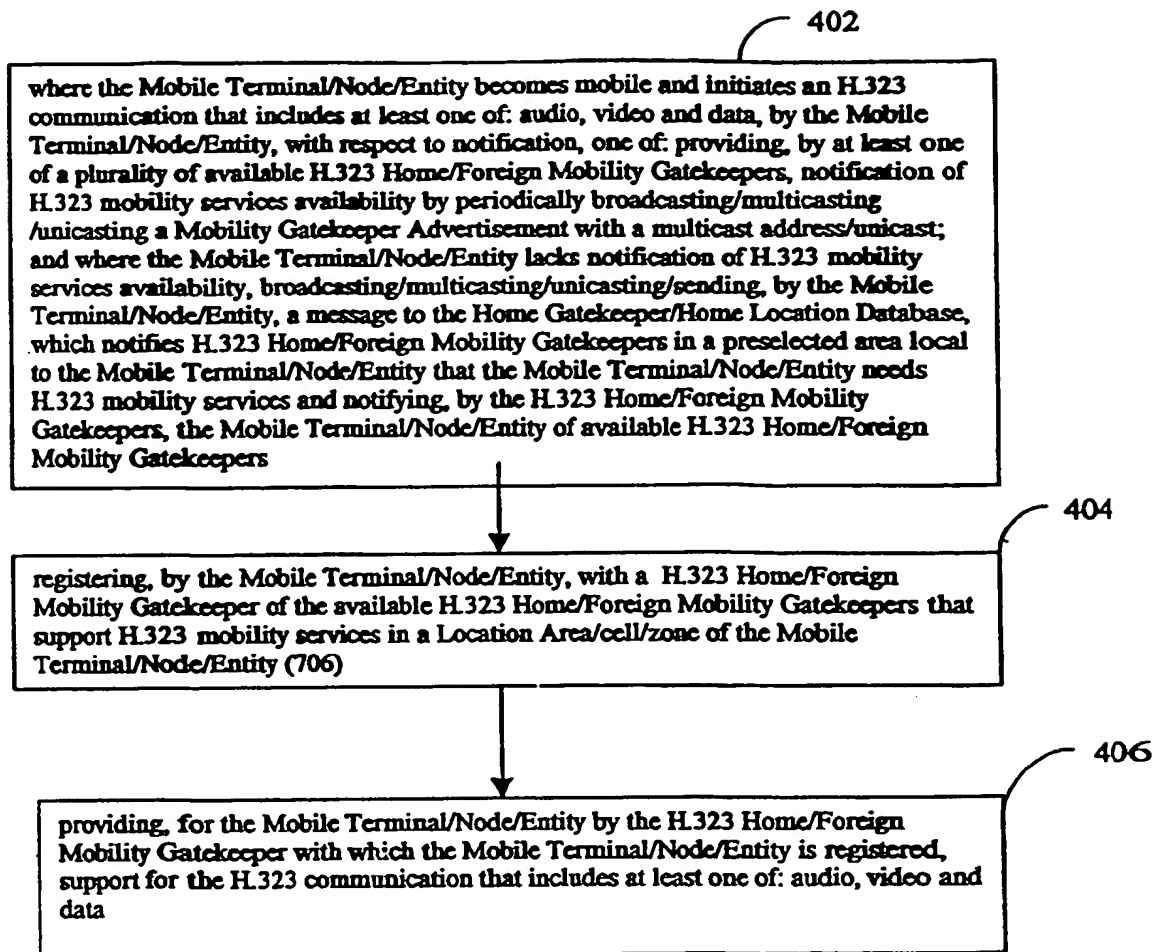 402
where the Mobile Terminal/Node/Entity becomes mobile and initiates an H.323
communication that includes at least one of: audio, video and data, by the Mobile
Terminal/Node/Entity, with respect to notification, one of: providing, by at least one
of a plurality of available H.323 Home/Foreign Mobility Gatekeepers, notification of
H.323 mobility services availability by periodically broadcasting/multicasting
/unicasting a Mobility Gatekeeper Advertisement with a multicast address/unicast;
and where the Mobile Terminal/Node/Entity lacks notification of H.323 mobility
services availability, broadcasting/multicasting/unicasting/sending, by the Mobile
Terminal/Node/Entity, a message to the Home Gatekeeper/Home Location Database,
which notifies H.323 Home/Foreign Mobility Gatekeepers in a preselected area local
to the Mobile Terminal/Node/Entity that the Mobile Terminal/Node/Entity needs
H.323 mobility services and notifying, by the H.323 Home/Foreign Mobility
Gatekeepers, the Mobile Terminal/Node/Entity of available H.323 Home/Foreign
Mobility Gatekeepers
404
registering, by the Mobile Terminal/Node/Entity, with a H.323 Home/Foreign
Mobility Gatekeeper of the available H.323 Home/Foreign Mobility Gatekeepers that
support H.323 mobility services in a Location Area/cell/zone of the Mobile
Terminal/Node/Entity (706)
406
providing, for the Mobile Terminal/Node/Entity by the H.323 Home/Foreign
Mobility Gatekeeper with which the Mobile Terminal/Node/Entity is registered,
support for the H.323 communication that includes at least one of: audio, video and
data